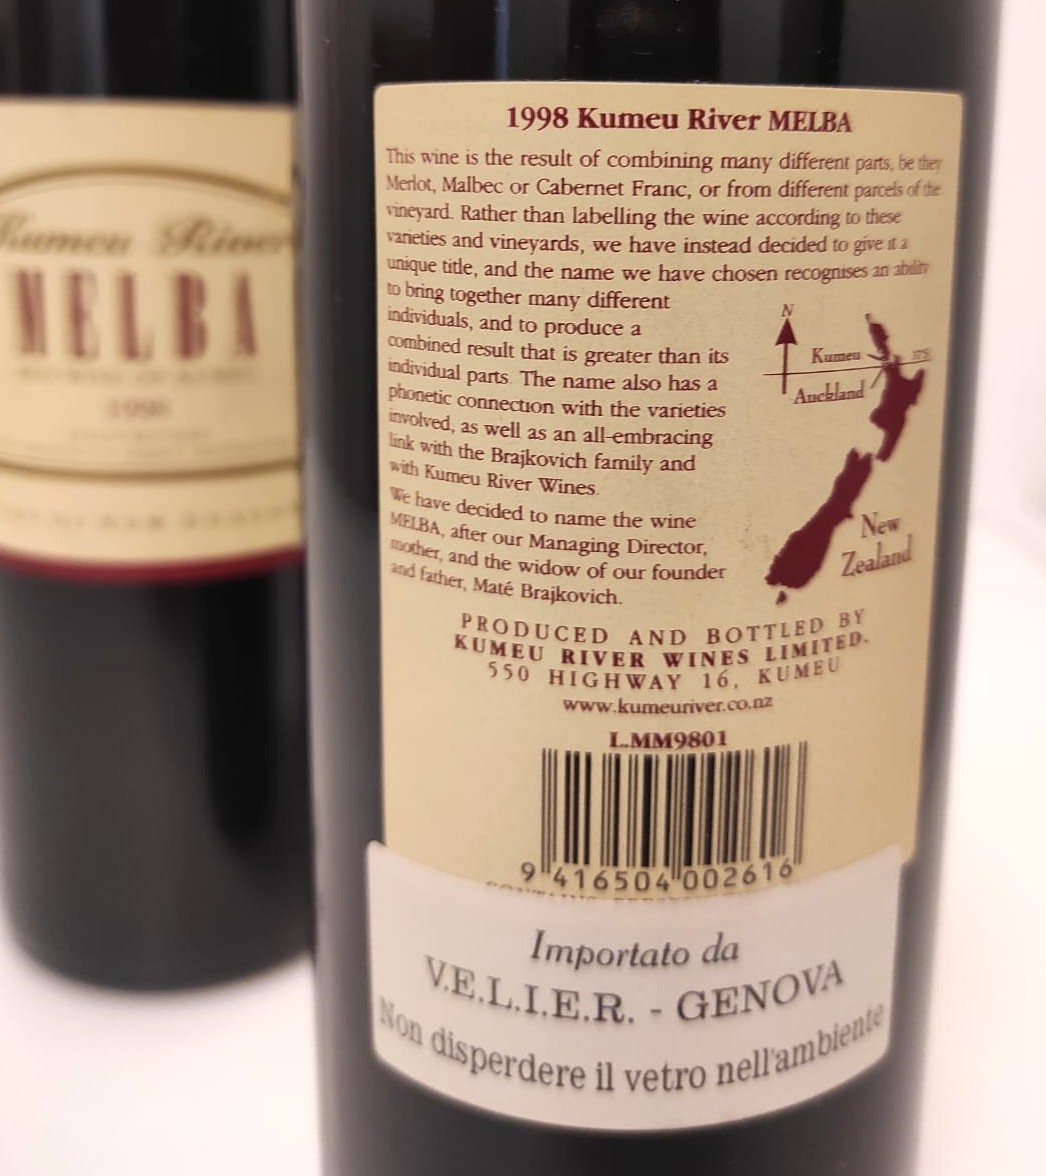 Kumeu River
MELBA
1998
1998 Kumeu River MELBA
This wine is the result of combining many different parts, be they
Merlot, Malbec or Cabernet Franc, or from different parcels of the
vineyard. Rather than labelling the wine according to these
varieties and vineyards, we have instead decided to give it a
unique title, and the name we have chosen recognises an ability
to bring together many different
individuals, and to produce a
combined result that is greater than its
individual parts. The name also has a
phonetic connection with the varieties
involved, as well as an all-embracing
link with the Brajkovich family and
with Kumeu River Wines.
We have decided to name the wine
MELBA, after our Managing Director,
mother, and the widow of our founder
and father, Maté Brajkovich.
N
Kumeu
Auckland
New
Zealand
PRODUCED AND BOTTLED BY
KUMEU RIVER WINES LIMITED.
550 HIGHWAY 16, KUMEU
www.kumeuriver.co.nz
L.MM9801
9 416504 002616
Importato da
V.E.L.I.E.R. - GENOVA
Non disperdere il vetro nell'ambiente